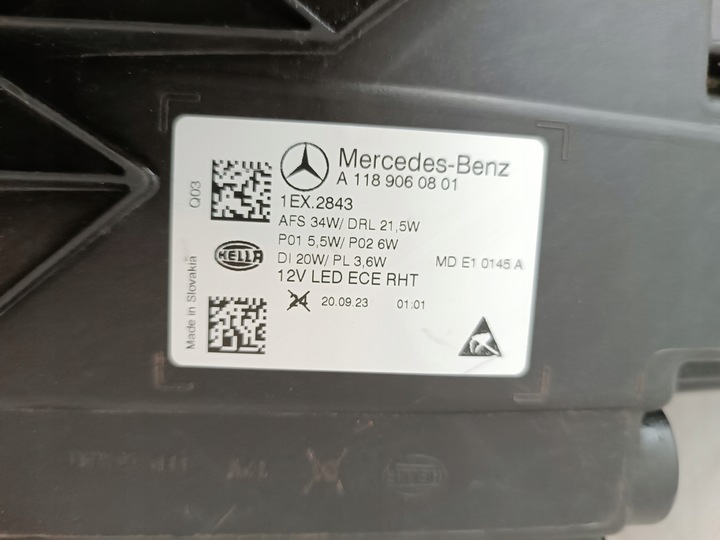 Mercedes-Benz
A 118 906 08 01
1EX.2843
AFS 34W/ DRL 21,5W
P01 5,5W/ P02 6W
DI 20W/ PL 3,6W
MD E1 0145 A
12V LED ECE RHT
24 20.09.23 01:01
Q03
HELLA
Made in Slovakia
HELLA